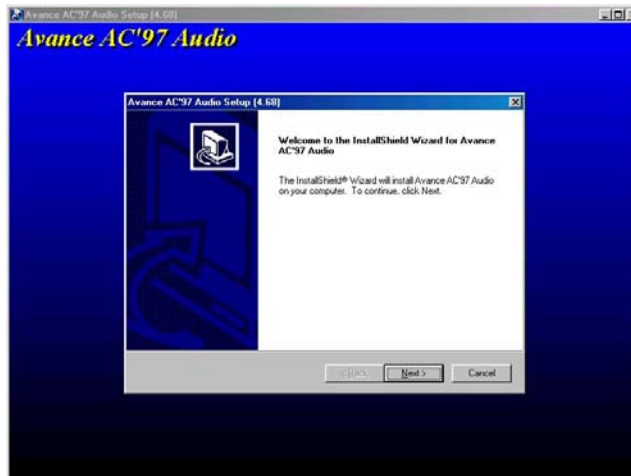 Avance AC'97 Audio Setup (4.68)
Avance AC'97 Audio
Avance AC'97 Audio Setup (4.68)
Welcome to the InstallShield Wizard for Avance
AC'97 Audio
The InstallShield® Wizard will install Avance AC'97 Audio
on your computer. To continue, click Next.
< Back
Next >
Cancel